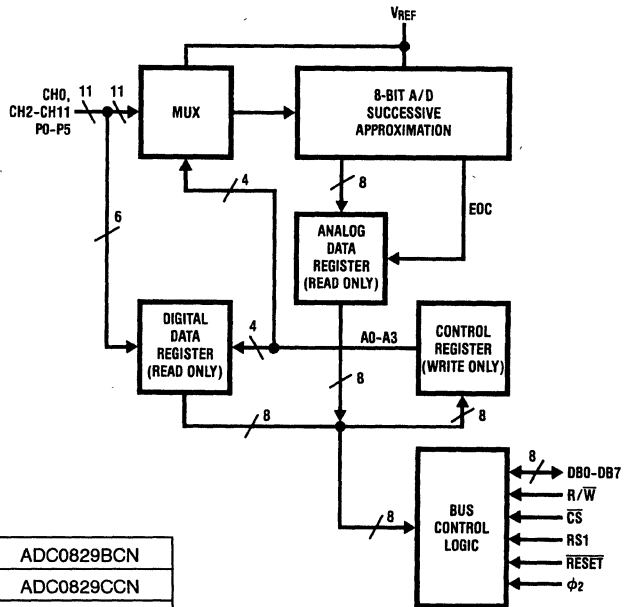 VREF
CH0,
CH2-CH11
P0-P5
11
11
MUX
8-BIT A/D
SUCCESSIVE
APPROXIMATION
4
8
EOC
6
ANALOG
DATA
REGISTER
(READ ONLY)
DIGITAL
DATA
REGISTER
(READ ONLY)
4
A0-A3
CONTROL
REGISTER
(WRITE ONLY)
8
8
8
8
BUS
CONTROL
LOGIC
8
DB0-DB7
R/W̅
C̅S̅
RS1
R̅E̅S̅E̅T̅
ϕ2
ADC0829BCN
ADC0829CCN